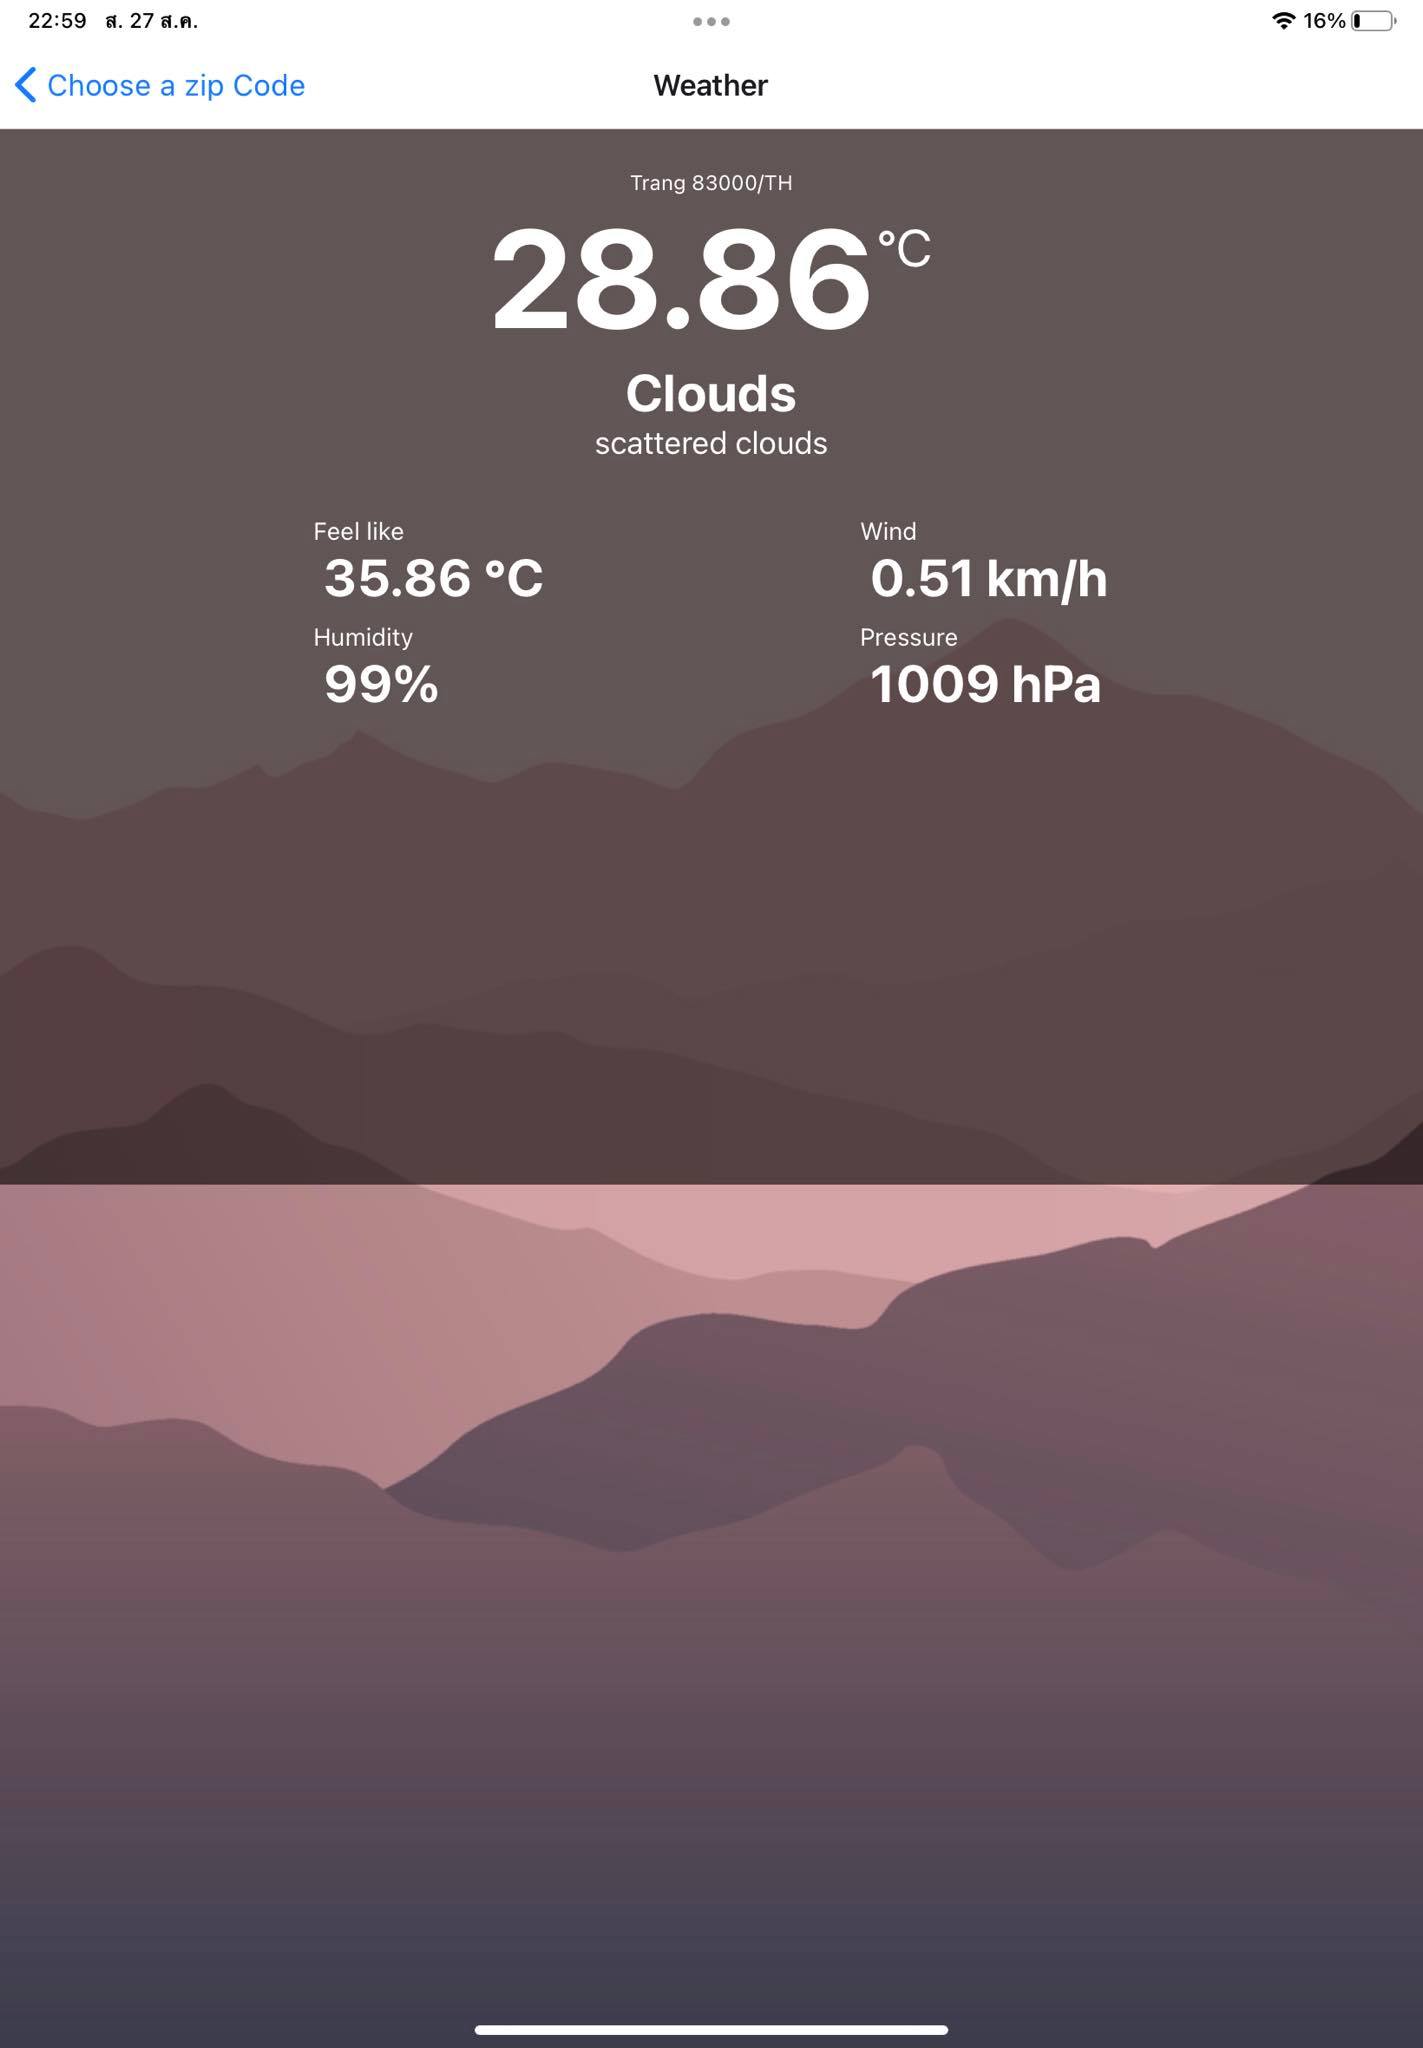 22:59 ส. 27 ส.ค. 16%
Choose a zip Code Weather
Trang 83000/TH
28.86 °C
Clouds
scattered clouds
Feel like Wind
35.86 °C 0.51 km/h
Humidity Pressure
99% 1009 hPa